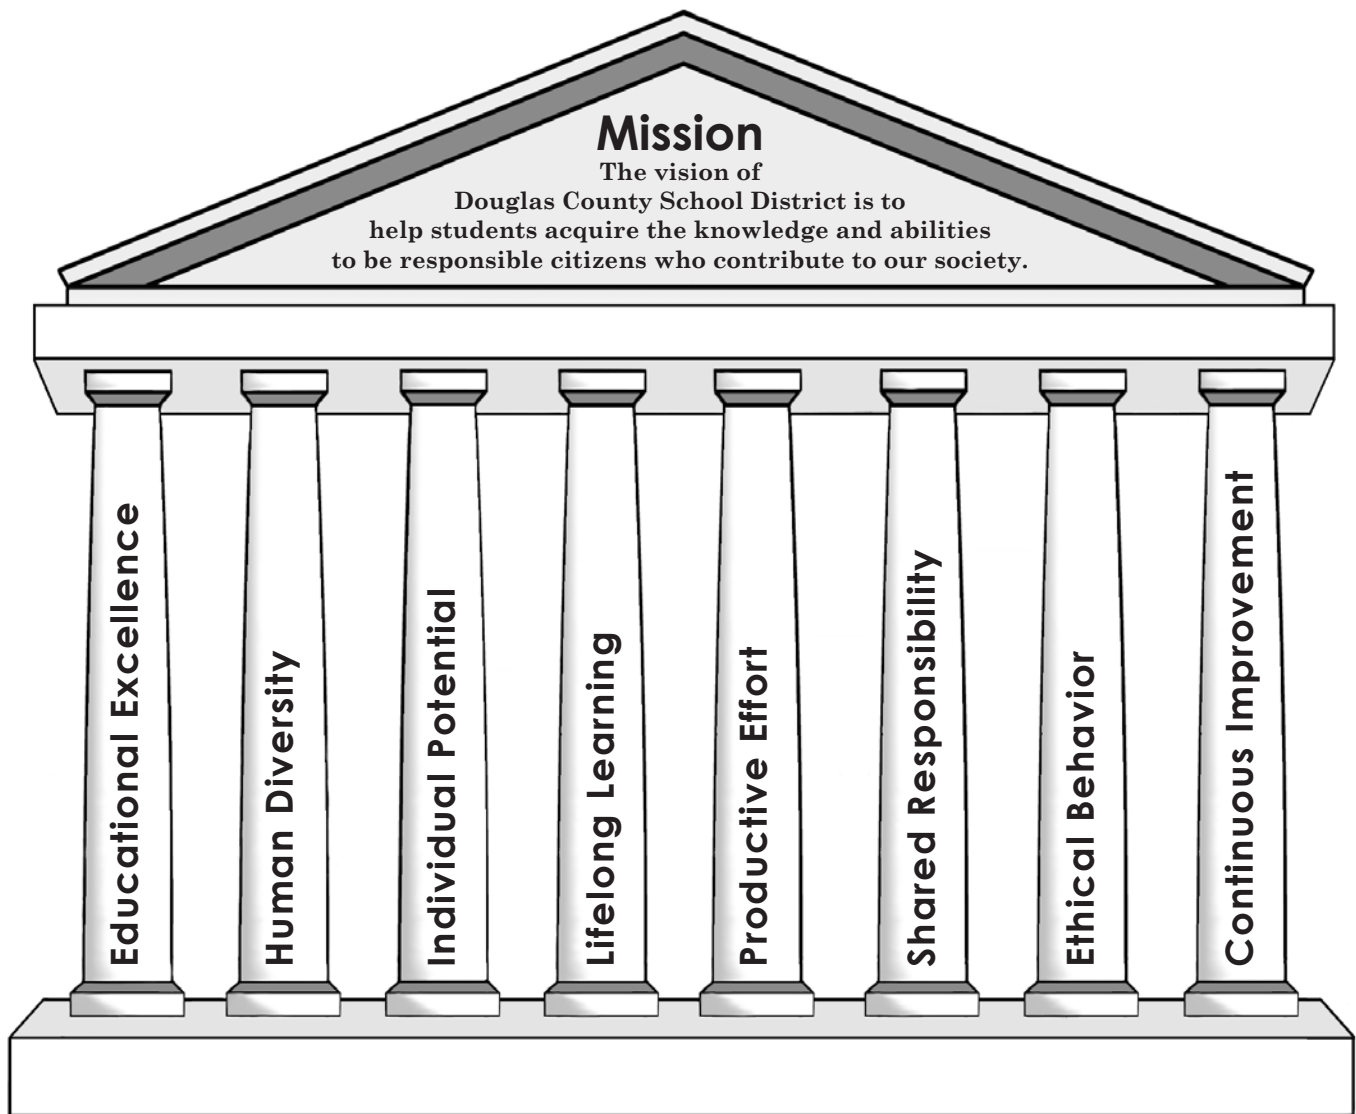 Mission
The vision of
Douglas County School District is to
help students acquire the knowledge and abilities
to be responsible citizens who contribute to our society.
Educational Excellence
Human Diversity
Individual Potential
Lifelong Learning
Productive Effort
Shared Responsibility
Ethical Behavior
Continuous Improvement